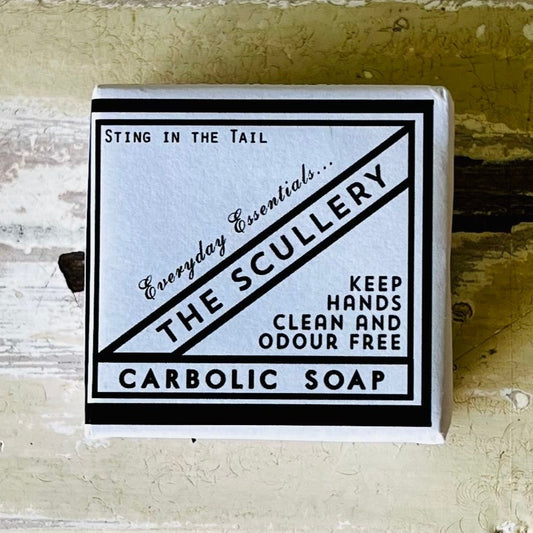 STING IN THE TAIL
Everyday Essentials...
THE SCULLERY
KEEP
HANDS
CLEAN AND
ODOUR FREE
CARBOLIC SOAP